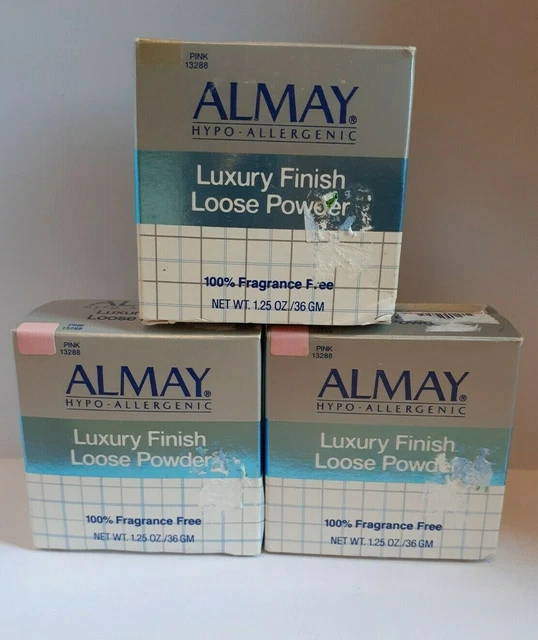 PINK
13288
ALMAY®
HYPO-ALLERGENIC
Luxury Finish
Loose Powder
100% Fragrance Free
NET WT. 1.25 OZ./36 GM
ALMAY
PINK
13288
ALMAY®
HYPO-ALLERGENIC
Luxury Finish
Loose Powder
100% Fragrance Free
NET WT. 1.25 OZ./36 GM
PINK
13288
ALMAY®
HYPO-ALLERGENIC
Luxury Finish
Loose Powder
100% Fragrance Free
NET WT. 1.25 OZ./36 GM